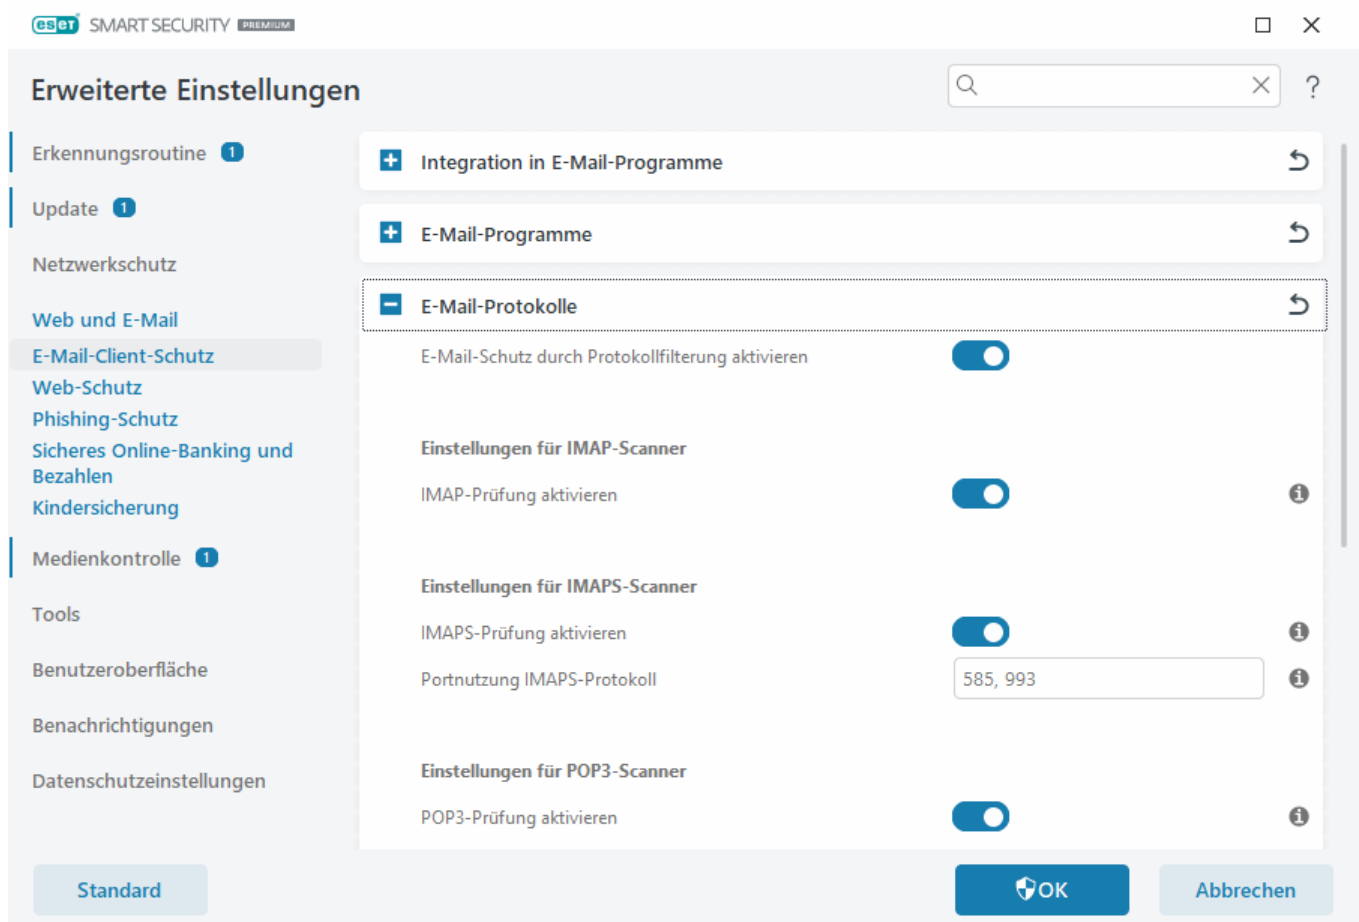 eset SMART SECURITY PREMIUM
Erweiterte Einstellungen
?
Erkennungsroutine 1
Update 1
Netzwerkschutz
Web und E-Mail
E-Mail-Client-Schutz
Web-Schutz
Phishing-Schutz
Sicheres Online-Banking und
Bezahlen
Kindersicherung
Medienkontrolle 1
Tools
Benutzeroberfläche
Benachrichtigungen
Datenschutzeinstellungen
Integration in E-Mail-Programme
E-Mail-Programme
E-Mail-Protokolle
E-Mail-Schutz durch Protokollfilterung aktivieren
Einstellungen für IMAP-Scanner
IMAP-Prüfung aktivieren
Einstellungen für IMAPS-Scanner
IMAPS-Prüfung aktivieren
Portnutzung IMAPS-Protokoll 585, 993
Einstellungen für POP3-Scanner
POP3-Prüfung aktivieren
Standard
OK
Abbrechen